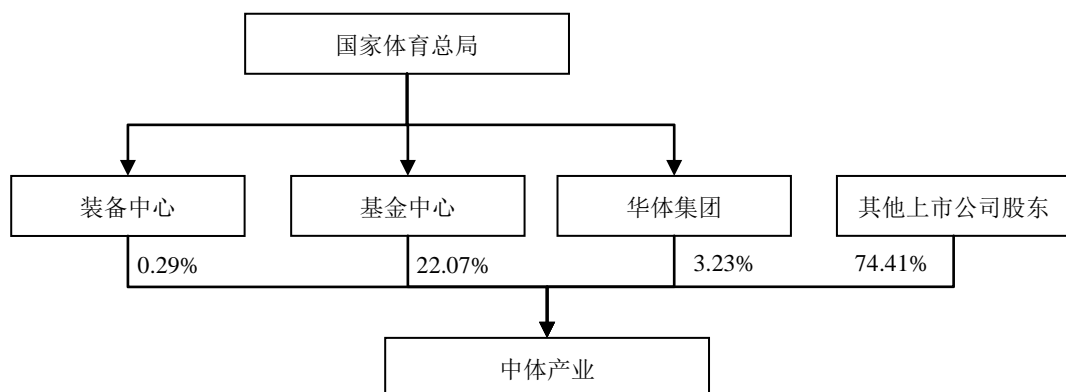 国家体育总局
装备中心
基金中心
华体集团
其他上市公司股东
0.29%
22.07%
3.23%
74.41%
中体产业